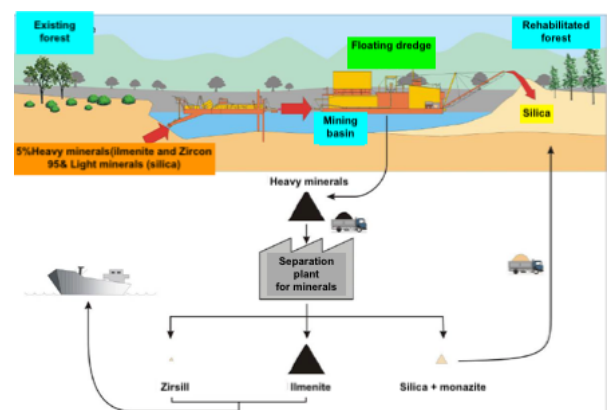 Existing
forest
Floating dredge
Rehabilitated
forest
Mining
basin
Silica
5%Heavy minerals(ilmenite and Zircon
95& Light minerals (silica)
Heavy minerals
Separation
plant
for minerals
Zirsill
Ilmenite
Silica + monazite